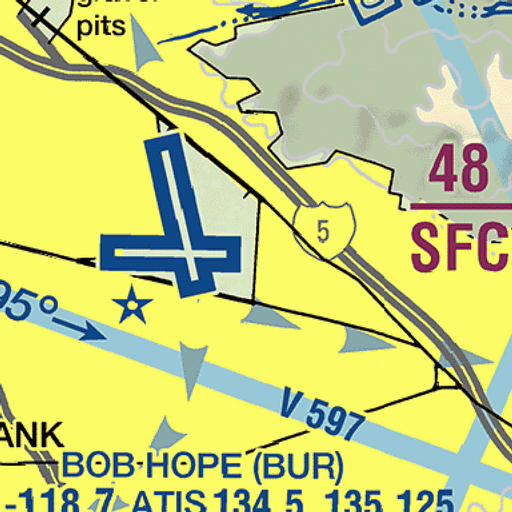 pits
48
SFC
5
95°
V 597
ANK
BOB HOPE (BUR)
-118.7 ATIS 134.5 135.125